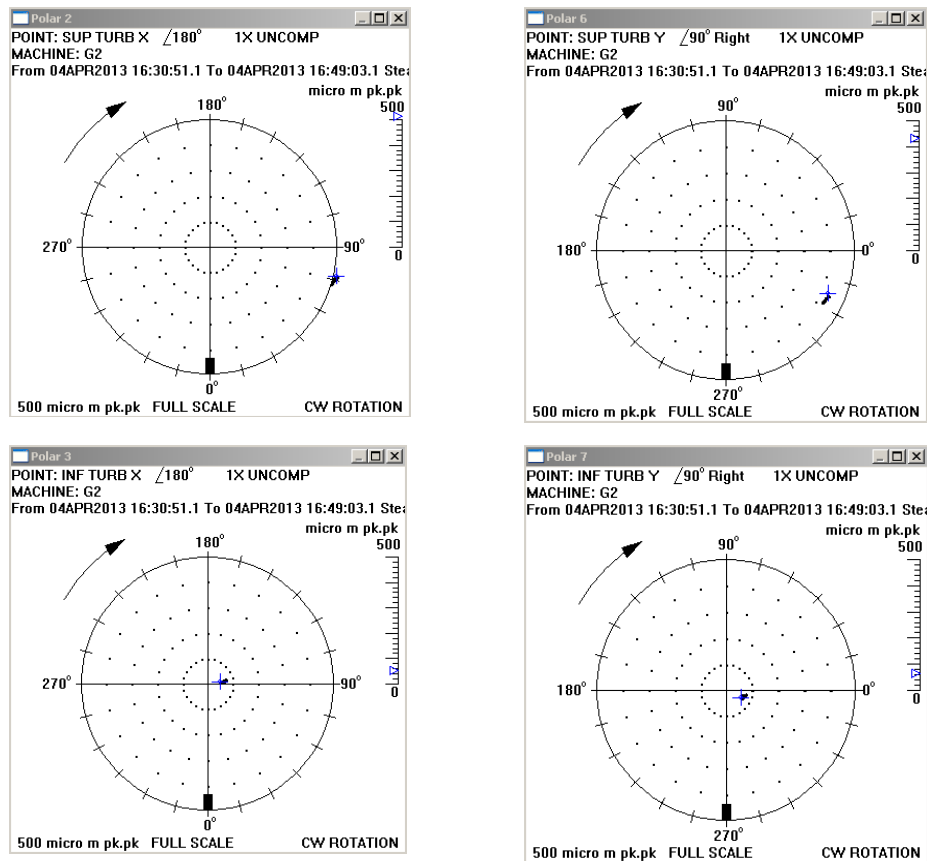 Polar 2
POINT: SUP TURB X ∠180° 1X UNCOMP
MACHINE: G2
From 04APR2013 16:30:51.1 To 04APR2013 16:49:03.1 Stea
micro m pk.pk
180°
500
270°
90°
0
0°
500 micro m pk.pk FULL SCALE CW ROTATION
Polar 6
POINT: SUP TURB Y ∠90° Right 1X UNCOMP
MACHINE: G2
From 04APR2013 16:30:51.1 To 04APR2013 16:49:03.1 Stea
micro m pk.pk
90°
500
180°
0°
0
270°
500 micro m pk.pk FULL SCALE CW ROTATION
Polar 3
POINT: INF TURB X ∠180° 1X UNCOMP
MACHINE: G2
From 04APR2013 16:30:51.1 To 04APR2013 16:49:03.1 Stea
micro m pk.pk
180°
500
270°
90°
0
0°
500 micro m pk.pk FULL SCALE CW ROTATION
Polar 7
POINT: INF TURB Y ∠90° Right 1X UNCOMP
MACHINE: G2
From 04APR2013 16:30:51.1 To 04APR2013 16:49:03.1 Stea
micro m pk.pk
90°
500
180°
0°
0
270°
500 micro m pk.pk FULL SCALE CW ROTATION